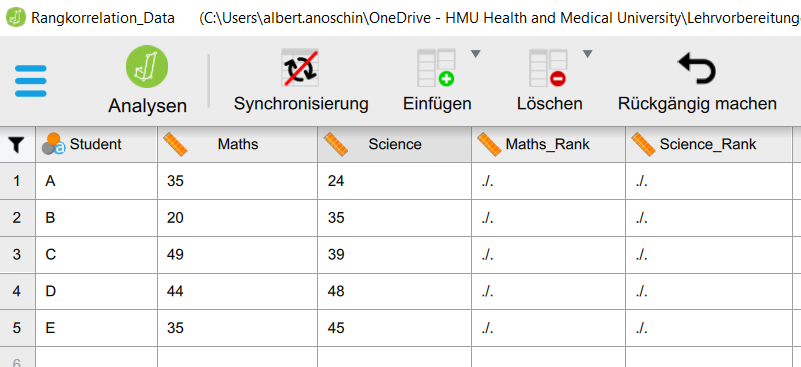 Rangkorrelation_Data (C:\Users\albert.anoschin\OneDrive - HMU Health and Medical University\Lehrvorbereitung
Analysen Synchronisierung Einfügen Löschen Rückgängig machen
a Student Maths Science Maths_Rank Science_Rank
1 A 35 24 ./. ./.
2 B 20 35 ./. ./.
3 C 49 39 ./. ./.
4 D 44 48 ./. ./.
5 E 35 45 ./. ./.
6